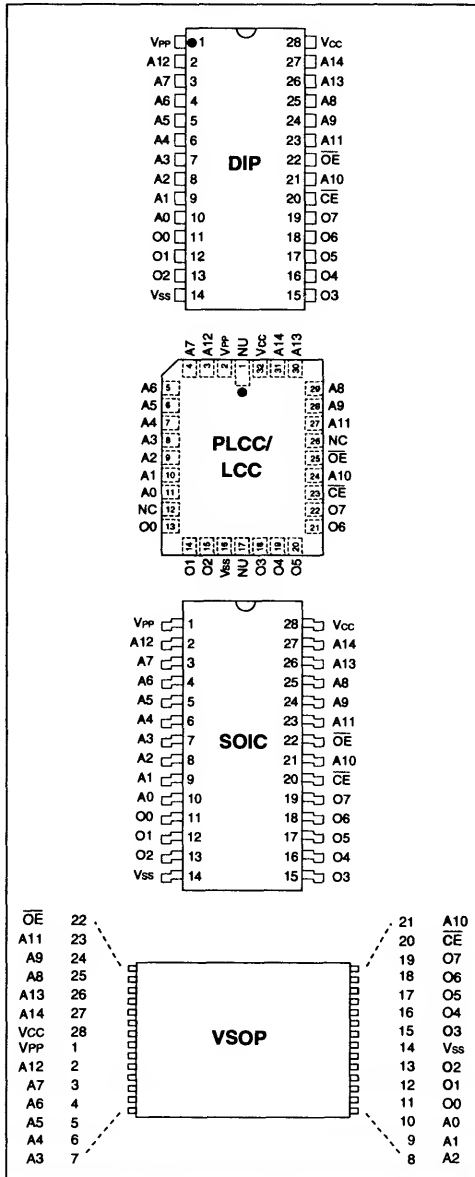 VPP 1 28 VCC
A12 2 27 A14
A7 3 26 A13
A6 4 25 A8
A5 5 24 A9
A4 6 23 A11
A3 7 22 O̅E̅
DIP
A2 8 21 A10
A1 9 20 C̅E̅
A0 10 19 O7
O0 11 18 O6
O1 12 17 O5
O2 13 16 O4
VSS 14 15 O3
A7 A12 VPP NU VCC A14 A13
4 3 2 1 32 31 30
A6 5 29 A8
A5 6 28 A9
A4 7 27 A11
A3 8 26 NC
PLCC/
LCC
A2 9 25 O̅E̅
A1 10 24 A10
A0 11 23 C̅E̅
NC 12 22 O7
O0 13 21 O6
14 15 16 17 18 19 20
O1 O2 VSS NU O3 O4 O5
VPP 1 28 VCC
A12 2 27 A14
A7 3 26 A13
A6 4 25 A8
A5 5 24 A9
A4 6 23 A11
A3 7 22 O̅E̅
SOIC
A2 8 21 A10
A1 9 20 C̅E̅
A0 10 19 O7
O0 11 18 O6
O1 12 17 O5
O2 13 16 O4
VSS 14 15 O3
O̅E̅ 22 21 A10
A11 23 20 C̅E̅
A9 24 19 O7
A8 25 18 O6
A13 26 17 O5
A14 27 16 O4
VCC 28 15 O3
VSOP
VPP 1 14 VSS
A12 2 13 O2
A7 3 12 O1
A6 4 11 O0
A5 5 10 A0
A4 6 9 A1
A3 7 8 A2